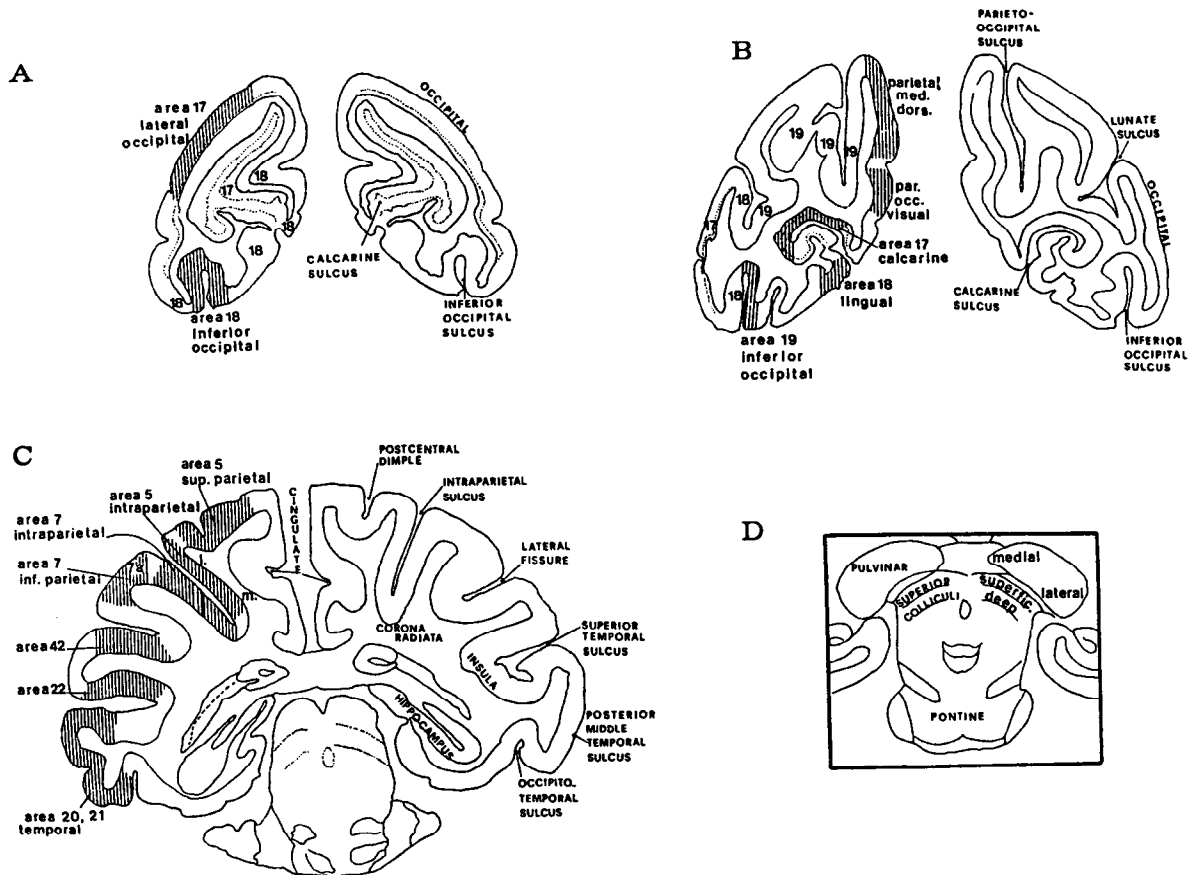 A
area 17
lateral
occipital
OCCIPITAL
17
18
18
18
18
CALCARINE
SULCUS
area 18
inferior
occipital
INFERIOR
OCCIPITAL
SULCUS
B
PARIETO-
OCCIPITAL
SULCUS
parietal
med.
dors.
LUNATE
SULCUS
OCCIPITAL
19
19
19
18
19
17
18
par.
occ.
visual
area 17
calcarine
area 18
lingual
CALCARINE
SULCUS
area 19
inferior
occipital
INFERIOR
OCCIPITAL
SULCUS
C
area 5
sup. parietal
area 5
intraparietal
area 7
intraparietal
area 7
inf. parietal
7a
l.
m.
area 42
area 22
area 20, 21
temporal
CINGULATE
POSTCENTRAL
DIMPLE
INTRAPARIETAL
SULCUS
LATERAL
FISSURE
CORONA
RADIATA
INSULA
SUPERIOR
TEMPORAL
SULCUS
HIPPOCAMPUS
POSTERIOR
MIDDLE
TEMPORAL
SULCUS
OCCIPITO-
TEMPORAL
SULCUS
D
PULVINAR
medial
lateral
SUPERIOR
COLLICULI
superfic.
deep
PONTINE